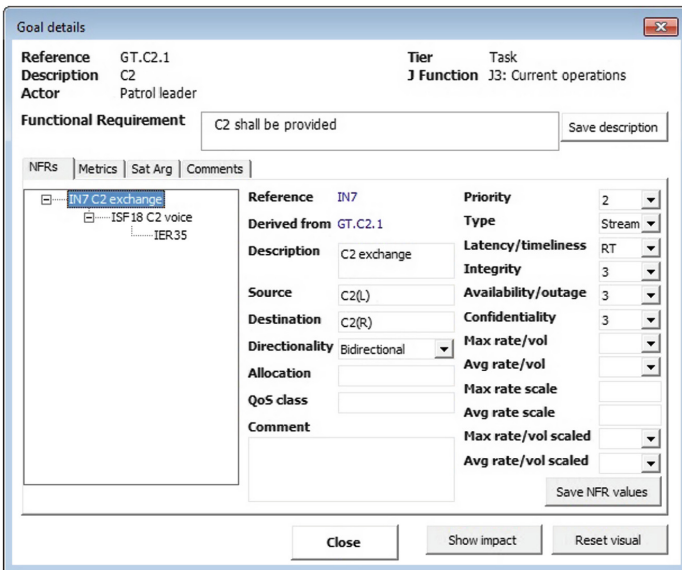 Goal details
Reference GT.C2.1 Tier Task
Description C2 J Function J3: Current operations
Actor Patrol leader
Functional Requirement C2 shall be provided Save description
NFRs Metrics Sat Arg Comments
IN7 C2 exchange Reference IN7 Priority 2
ISF18 C2 voice Derived from GT.C2.1 Type Stream
IER35 Latency/timeliness RT
Description C2 exchange Integrity 3
Source C2(L) Availability/outage 3
Destination C2(R) Confidentiality 3
Directionality Bidirectional Max rate/vol
Allocation Avg rate/vol
QoS class Max rate scale
Avg rate scale
Comment Max rate/vol scaled
Avg rate/vol scaled
Save NFR values
Close Show impact Reset visual